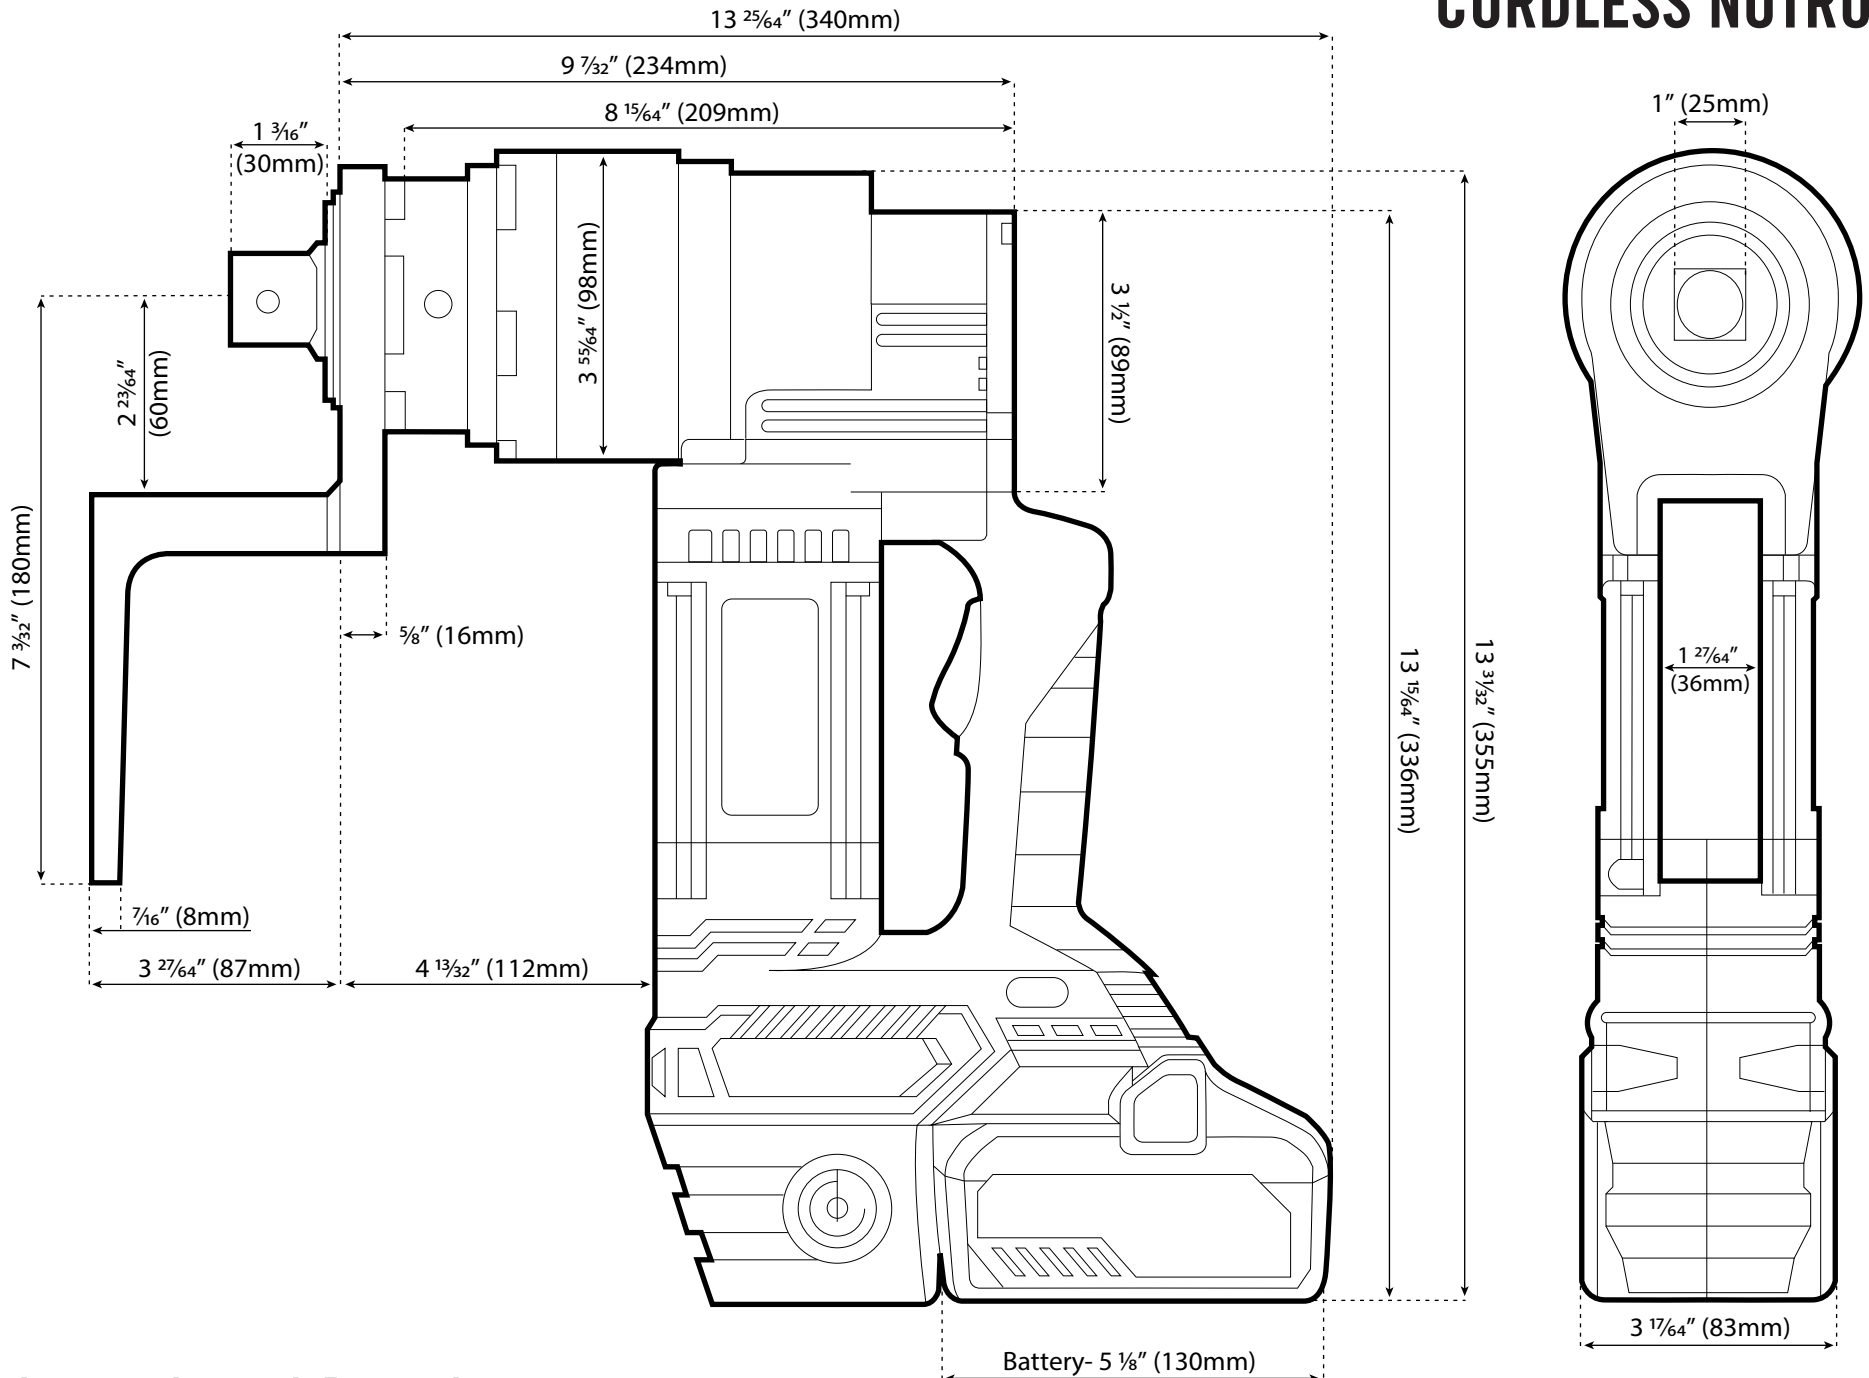 CORDLESS NUTRU
13 25/64" (340mm)
9 7/32" (234mm)
8 15/64" (209mm)
1 3/16"
(30mm)
1" (25mm)
3 55/64" (98mm)
3 1/2" (89mm)
2 23/64"
(60mm)
7 3/32" (180mm)
5/8" (16mm)
13 15/64" (336mm)
13 31/32" (355mm)
1 27/64"
(36mm)
7/16" (8mm)
3 27/64" (87mm)
4 13/32" (112mm)
3 17/64" (83mm)
Battery- 5 1/8" (130mm)